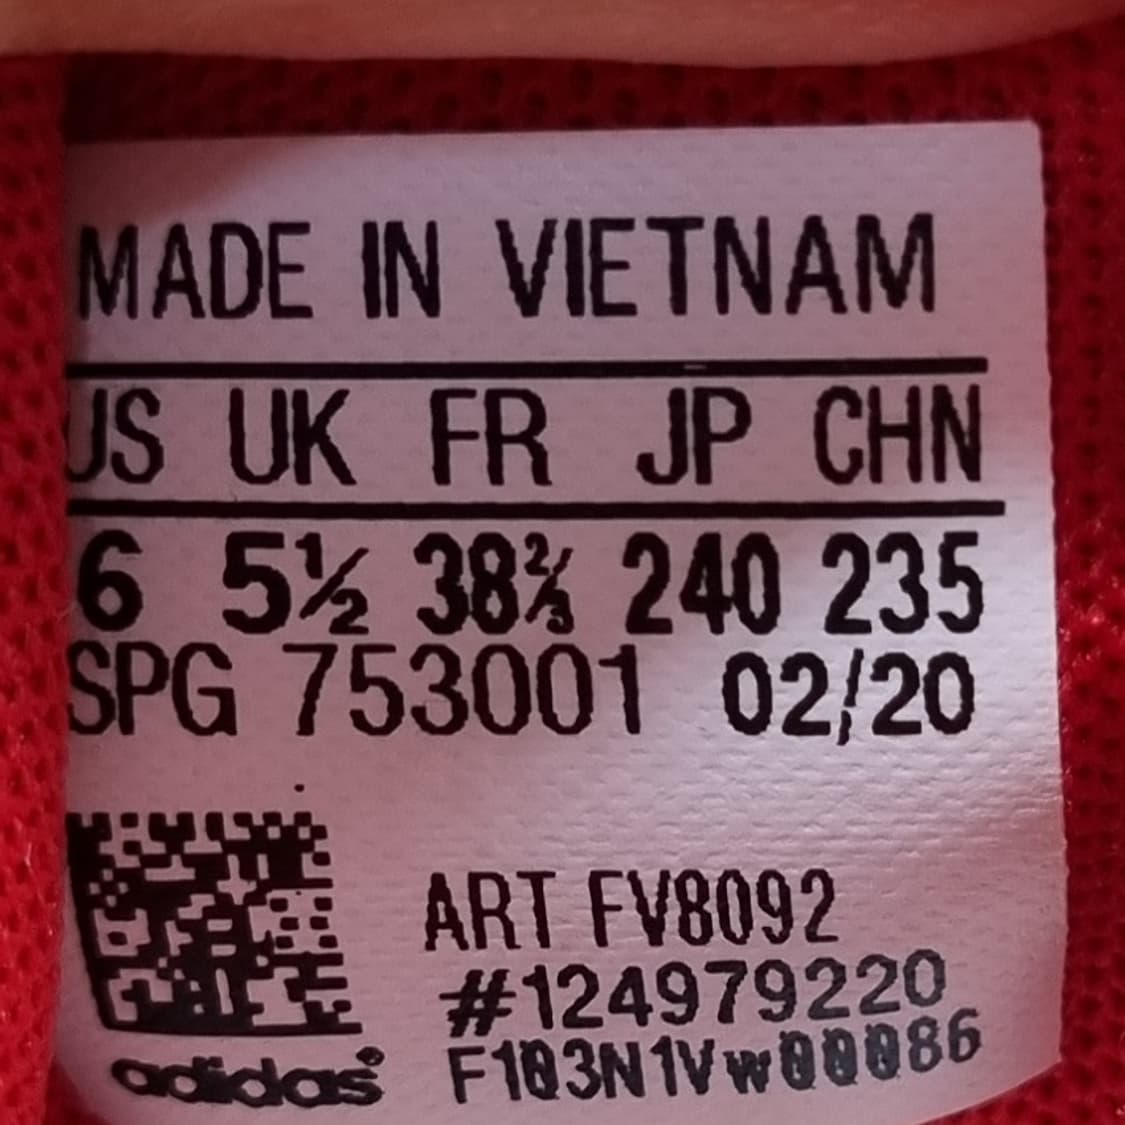 MADE IN VIETNAM
US UK FR JP CHN
6 5½ 38⅔ 240 235
SPG 753001 02/20
ART FV8092
#124979220
F103N1Vw00086
adidas®